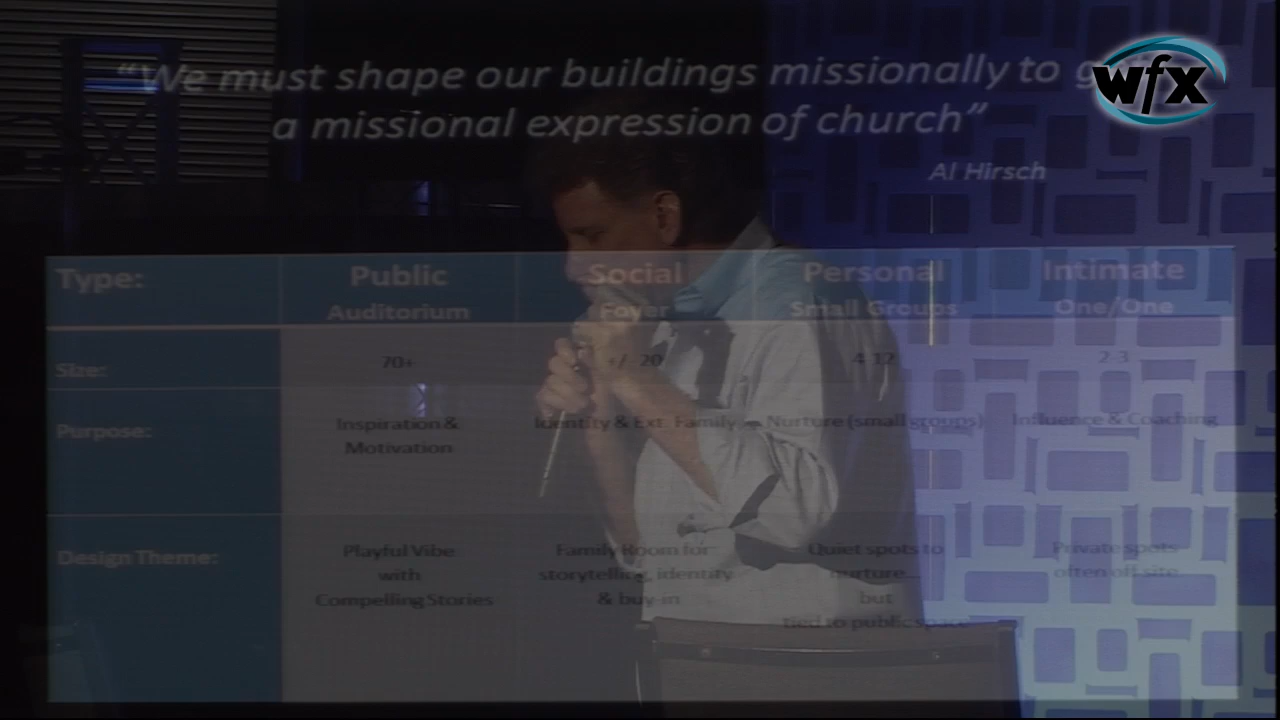 “We must shape our buildings missionally to
a missional expression of church”
Al Hirsch
wfx
Type:
Public
Social
Personal
Intimate
Auditorium
Foyer
Small Groups
One/One
Size:
70+
+/- 20
4-12
2-3
Purpose:
Inspiration &
Motivation
Identity & Ext. Family
Nurture (small groups)
Influence & Coaching
Design Theme:
Playful Vibe
with
Compelling Stories
Family Room for
storytelling, identity
& buy-in
Quiet spots to
nurture...
but
tied to public space
Private spots
often off site